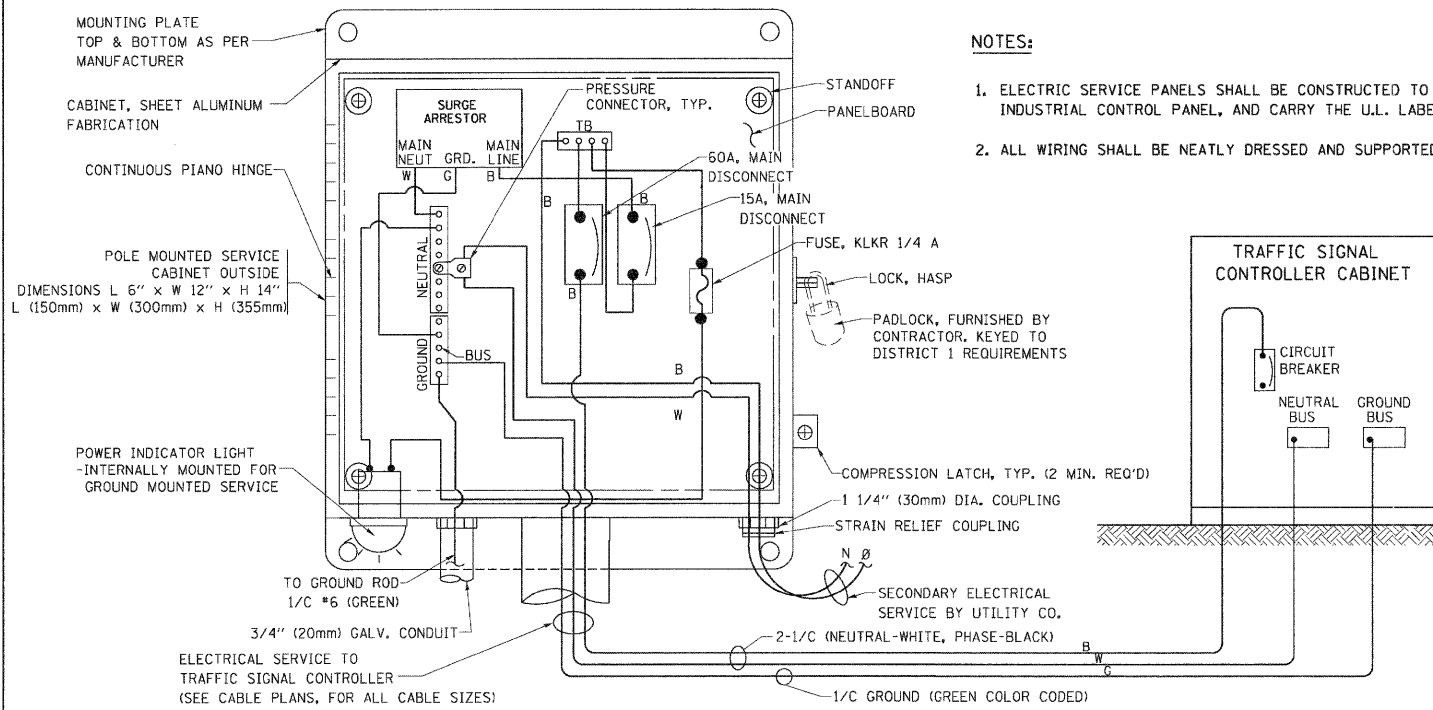 MOUNTING PLATE
TOP & BOTTOM AS PER
MANUFACTURER
CABINET, SHEET ALUMINUM
FABRICATION
CONTINUOUS PIANO HINGE
POLE MOUNTED SERVICE
CABINET OUTSIDE
DIMENSIONS L 6" x W 12" x H 14"
L (150mm) x W (300mm) x H (355mm)
POWER INDICATOR LIGHT
-INTERNALLY MOUNTED FOR
GROUND MOUNTED SERVICE
TO GROUND ROD
1/C #6 (GREEN)
3/4" (20mm) GALV. CONDUIT
ELECTRICAL SERVICE TO
TRAFFIC SIGNAL CONTROLLER
(SEE CABLE PLANS, FOR ALL CABLE SIZES)
SURGE
ARRESTOR
MAIN
NEUT
GRD.
MAIN
LINE
W
G
B
PRESSURE
CONNECTOR, TYP.
TB
STANDOFF
PANELBOARD
60A, MAIN
DISCONNECT
15A, MAIN
DISCONNECT
B
B
B
FUSE, KLKR 1/4 A
LOCK, HASP
PADLOCK, FURNISHED BY
CONTRACTOR. KEYED TO
DISTRICT 1 REQUIREMENTS
NEUTRAL
GROUND
BUS
B
W
COMPRESSION LATCH, TYP. (2 MIN. REQ'D)
1 1/4" (30mm) DIA. COUPLING
STRAIN RELIEF COUPLING
N Ø
SECONDARY ELECTRICAL
SERVICE BY UTILITY CO.
2-1/C (NEUTRAL-WHITE, PHASE-BLACK)
B
W
G
1/C GROUND (GREEN COLOR CODED)
NOTES:
1. ELECTRIC SERVICE PANELS SHALL BE CONSTRUCTED TO
INDUSTRIAL CONTROL PANEL, AND CARRY THE U.L. LABE
2. ALL WIRING SHALL BE NEATLY DRESSED AND SUPPORTED
TRAFFIC SIGNAL
CONTROLLER CABINET
CIRCUIT
BREAKER
NEUTRAL
BUS
GROUND
BUS